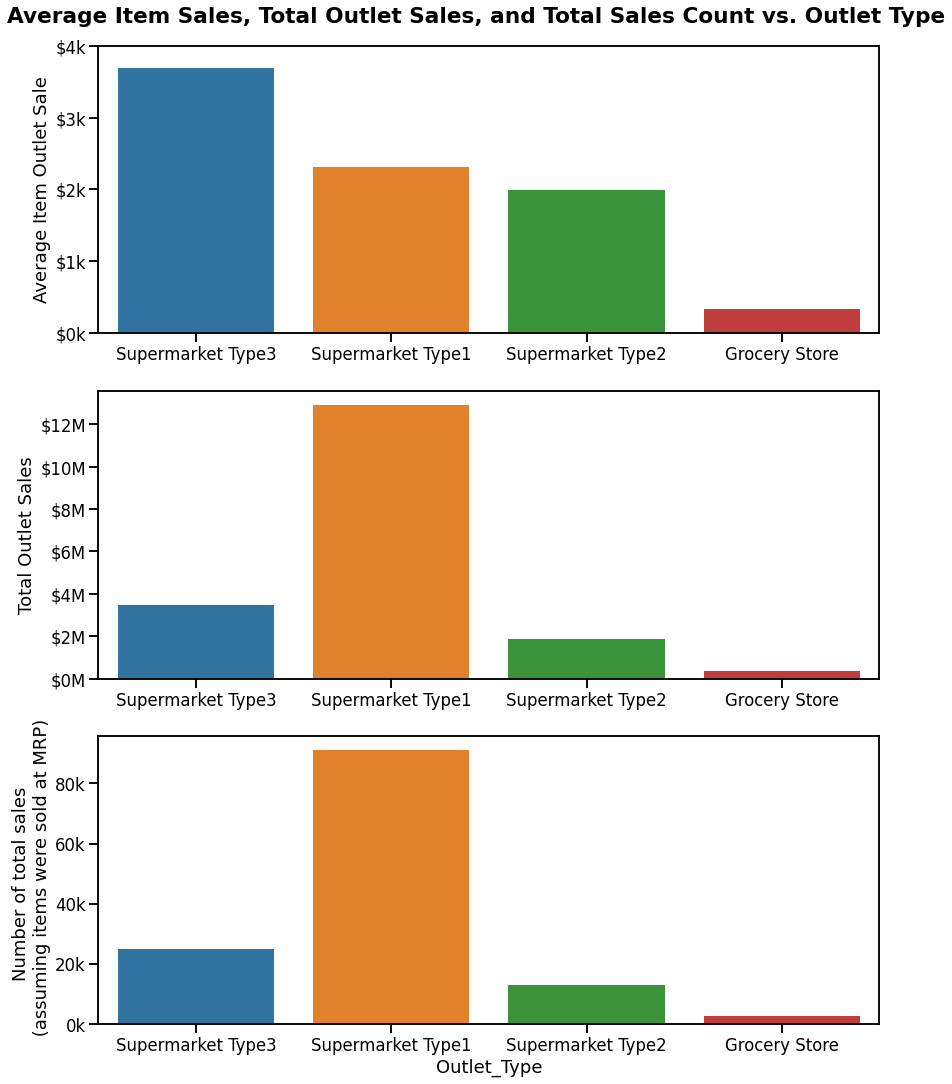 Average Item Sales, Total Outlet Sales, and Total Sales Count vs. Outlet Type
Average Item Outlet Sale
$4k
$3k
$2k
$1k
$0k
Supermarket Type3 Supermarket Type1 Supermarket Type2 Grocery Store
Total Outlet Sales
$12M
$10M
$8M
$6M
$4M
$2M
$0M
Supermarket Type3 Supermarket Type1 Supermarket Type2 Grocery Store
Number of total sales
(assuming items were sold at MRP)
80k
60k
40k
20k
0k
Supermarket Type3 Supermarket Type1 Supermarket Type2 Grocery Store
Outlet_Type